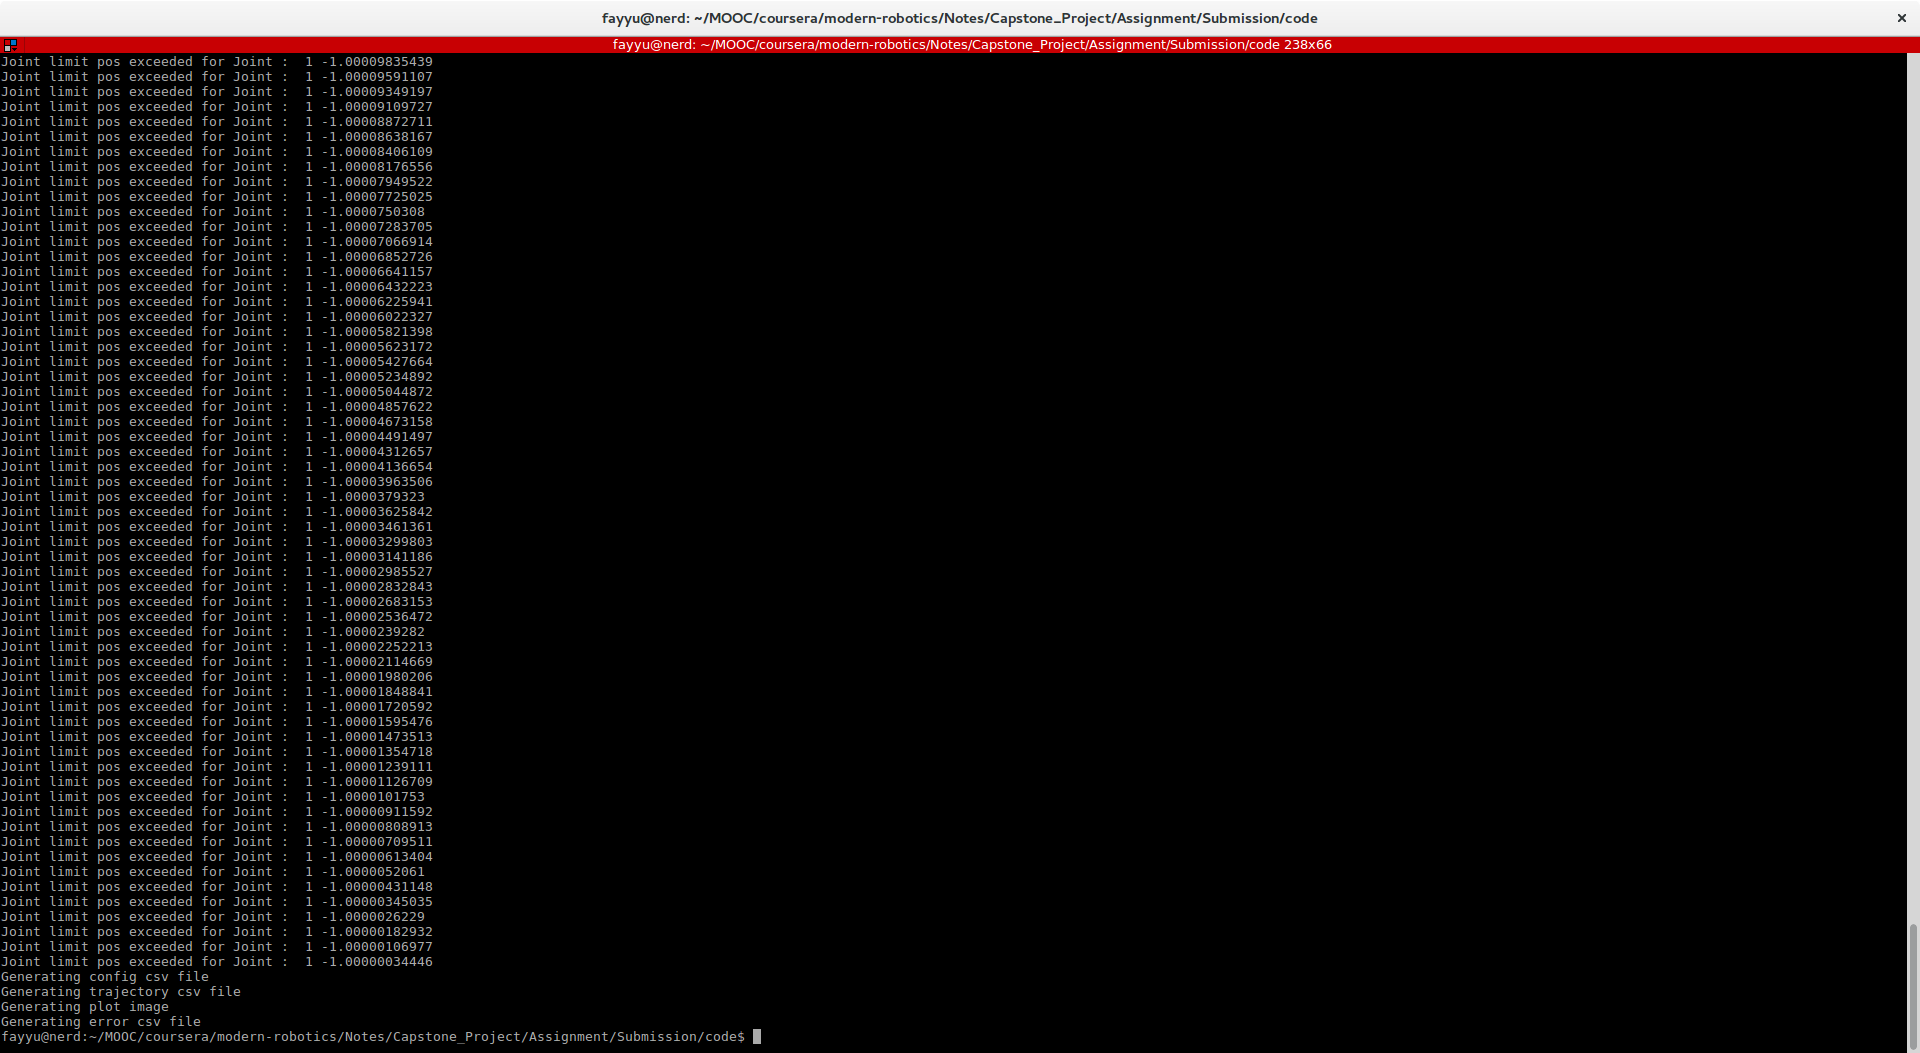 fayyu@nerd: ~/MOOC/coursera/modern-robotics/Notes/Capstone_Project/Assignment/Submission/code
fayyu@nerd: ~/MOOC/coursera/modern-robotics/Notes/Capstone_Project/Assignment/Submission/code 238x66
Joint limit pos exceeded for Joint :  1 -1.00009835439
Joint limit pos exceeded for Joint :  1 -1.00009591107
Joint limit pos exceeded for Joint :  1 -1.00009349197
Joint limit pos exceeded for Joint :  1 -1.00009109727
Joint limit pos exceeded for Joint :  1 -1.00008872711
Joint limit pos exceeded for Joint :  1 -1.00008638167
Joint limit pos exceeded for Joint :  1 -1.00008406109
Joint limit pos exceeded for Joint :  1 -1.00008176556
Joint limit pos exceeded for Joint :  1 -1.00007949522
Joint limit pos exceeded for Joint :  1 -1.00007725025
Joint limit pos exceeded for Joint :  1 -1.0000750308
Joint limit pos exceeded for Joint :  1 -1.00007283705
Joint limit pos exceeded for Joint :  1 -1.00007066914
Joint limit pos exceeded for Joint :  1 -1.00006852726
Joint limit pos exceeded for Joint :  1 -1.00006641157
Joint limit pos exceeded for Joint :  1 -1.00006432223
Joint limit pos exceeded for Joint :  1 -1.00006225941
Joint limit pos exceeded for Joint :  1 -1.00006022327
Joint limit pos exceeded for Joint :  1 -1.00005821398
Joint limit pos exceeded for Joint :  1 -1.00005623172
Joint limit pos exceeded for Joint :  1 -1.00005427664
Joint limit pos exceeded for Joint :  1 -1.00005234892
Joint limit pos exceeded for Joint :  1 -1.00005044872
Joint limit pos exceeded for Joint :  1 -1.00004857622
Joint limit pos exceeded for Joint :  1 -1.00004673158
Joint limit pos exceeded for Joint :  1 -1.00004491497
Joint limit pos exceeded for Joint :  1 -1.00004312657
Joint limit pos exceeded for Joint :  1 -1.00004136654
Joint limit pos exceeded for Joint :  1 -1.00003963506
Joint limit pos exceeded for Joint :  1 -1.0000379323
Joint limit pos exceeded for Joint :  1 -1.00003625842
Joint limit pos exceeded for Joint :  1 -1.00003461361
Joint limit pos exceeded for Joint :  1 -1.00003299803
Joint limit pos exceeded for Joint :  1 -1.00003141186
Joint limit pos exceeded for Joint :  1 -1.00002985527
Joint limit pos exceeded for Joint :  1 -1.00002832843
Joint limit pos exceeded for Joint :  1 -1.00002683153
Joint limit pos exceeded for Joint :  1 -1.00002536472
Joint limit pos exceeded for Joint :  1 -1.0000239282
Joint limit pos exceeded for Joint :  1 -1.00002252213
Joint limit pos exceeded for Joint :  1 -1.00002114669
Joint limit pos exceeded for Joint :  1 -1.00001980206
Joint limit pos exceeded for Joint :  1 -1.00001848841
Joint limit pos exceeded for Joint :  1 -1.00001720592
Joint limit pos exceeded for Joint :  1 -1.00001595476
Joint limit pos exceeded for Joint :  1 -1.00001473513
Joint limit pos exceeded for Joint :  1 -1.00001354718
Joint limit pos exceeded for Joint :  1 -1.00001239111
Joint limit pos exceeded for Joint :  1 -1.00001126709
Joint limit pos exceeded for Joint :  1 -1.0000101753
Joint limit pos exceeded for Joint :  1 -1.00000911592
Joint limit pos exceeded for Joint :  1 -1.00000808913
Joint limit pos exceeded for Joint :  1 -1.00000709511
Joint limit pos exceeded for Joint :  1 -1.00000613404
Joint limit pos exceeded for Joint :  1 -1.0000052061
Joint limit pos exceeded for Joint :  1 -1.00000431148
Joint limit pos exceeded for Joint :  1 -1.00000345035
Joint limit pos exceeded for Joint :  1 -1.0000026229
Joint limit pos exceeded for Joint :  1 -1.00000182932
Joint limit pos exceeded for Joint :  1 -1.00000106977
Joint limit pos exceeded for Joint :  1 -1.00000034446
Generating config csv file
Generating trajectory csv file
Generating plot image
Generating error csv file
fayyu@nerd:~/MOOC/coursera/modern-robotics/Notes/Capstone_Project/Assignment/Submission/code$